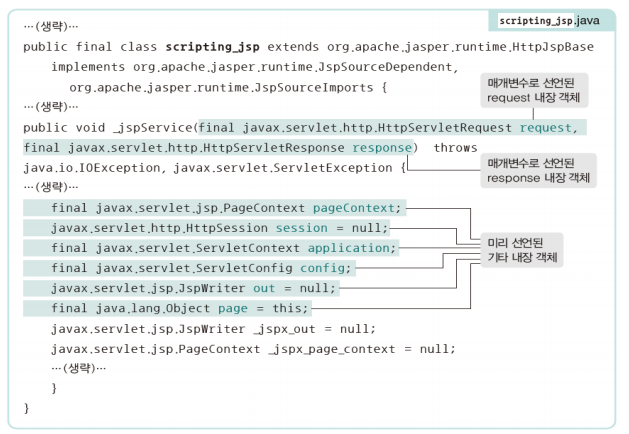 scripting_jsp.java
…(생략)…
public final class scripting_jsp extends org.apache.jasper.runtime.HttpJspBase
implements org.apache.jasper.runtime.JspSourceDependent,
org.apache.jasper.runtime.JspSourceImports {
매개변수로 선언된
request 내장 객체
…(생략)…
public void _jspService(final javax.servlet.http.HttpServletRequest request,
final javax.servlet.http.HttpServletResponse response) throws
java.io.IOException, javax.servlet.ServletException {
매개변수로 선언된
response 내장 객체
…(생략)…
final javax.servlet.jsp.PageContext pageContext;
javax.servlet.http.HttpSession session = null;
final javax.servlet.ServletContext application;
final javax.servlet.ServletConfig config;
javax.servlet.jsp.JspWriter out = null;
final java.lang.Object page = this;
미리 선언된
기타 내장 객체
javax.servlet.jsp.JspWriter _jspx_out = null;
javax.servlet.jsp.PageContext _jspx_page_context = null;
…(생략)…
}
}